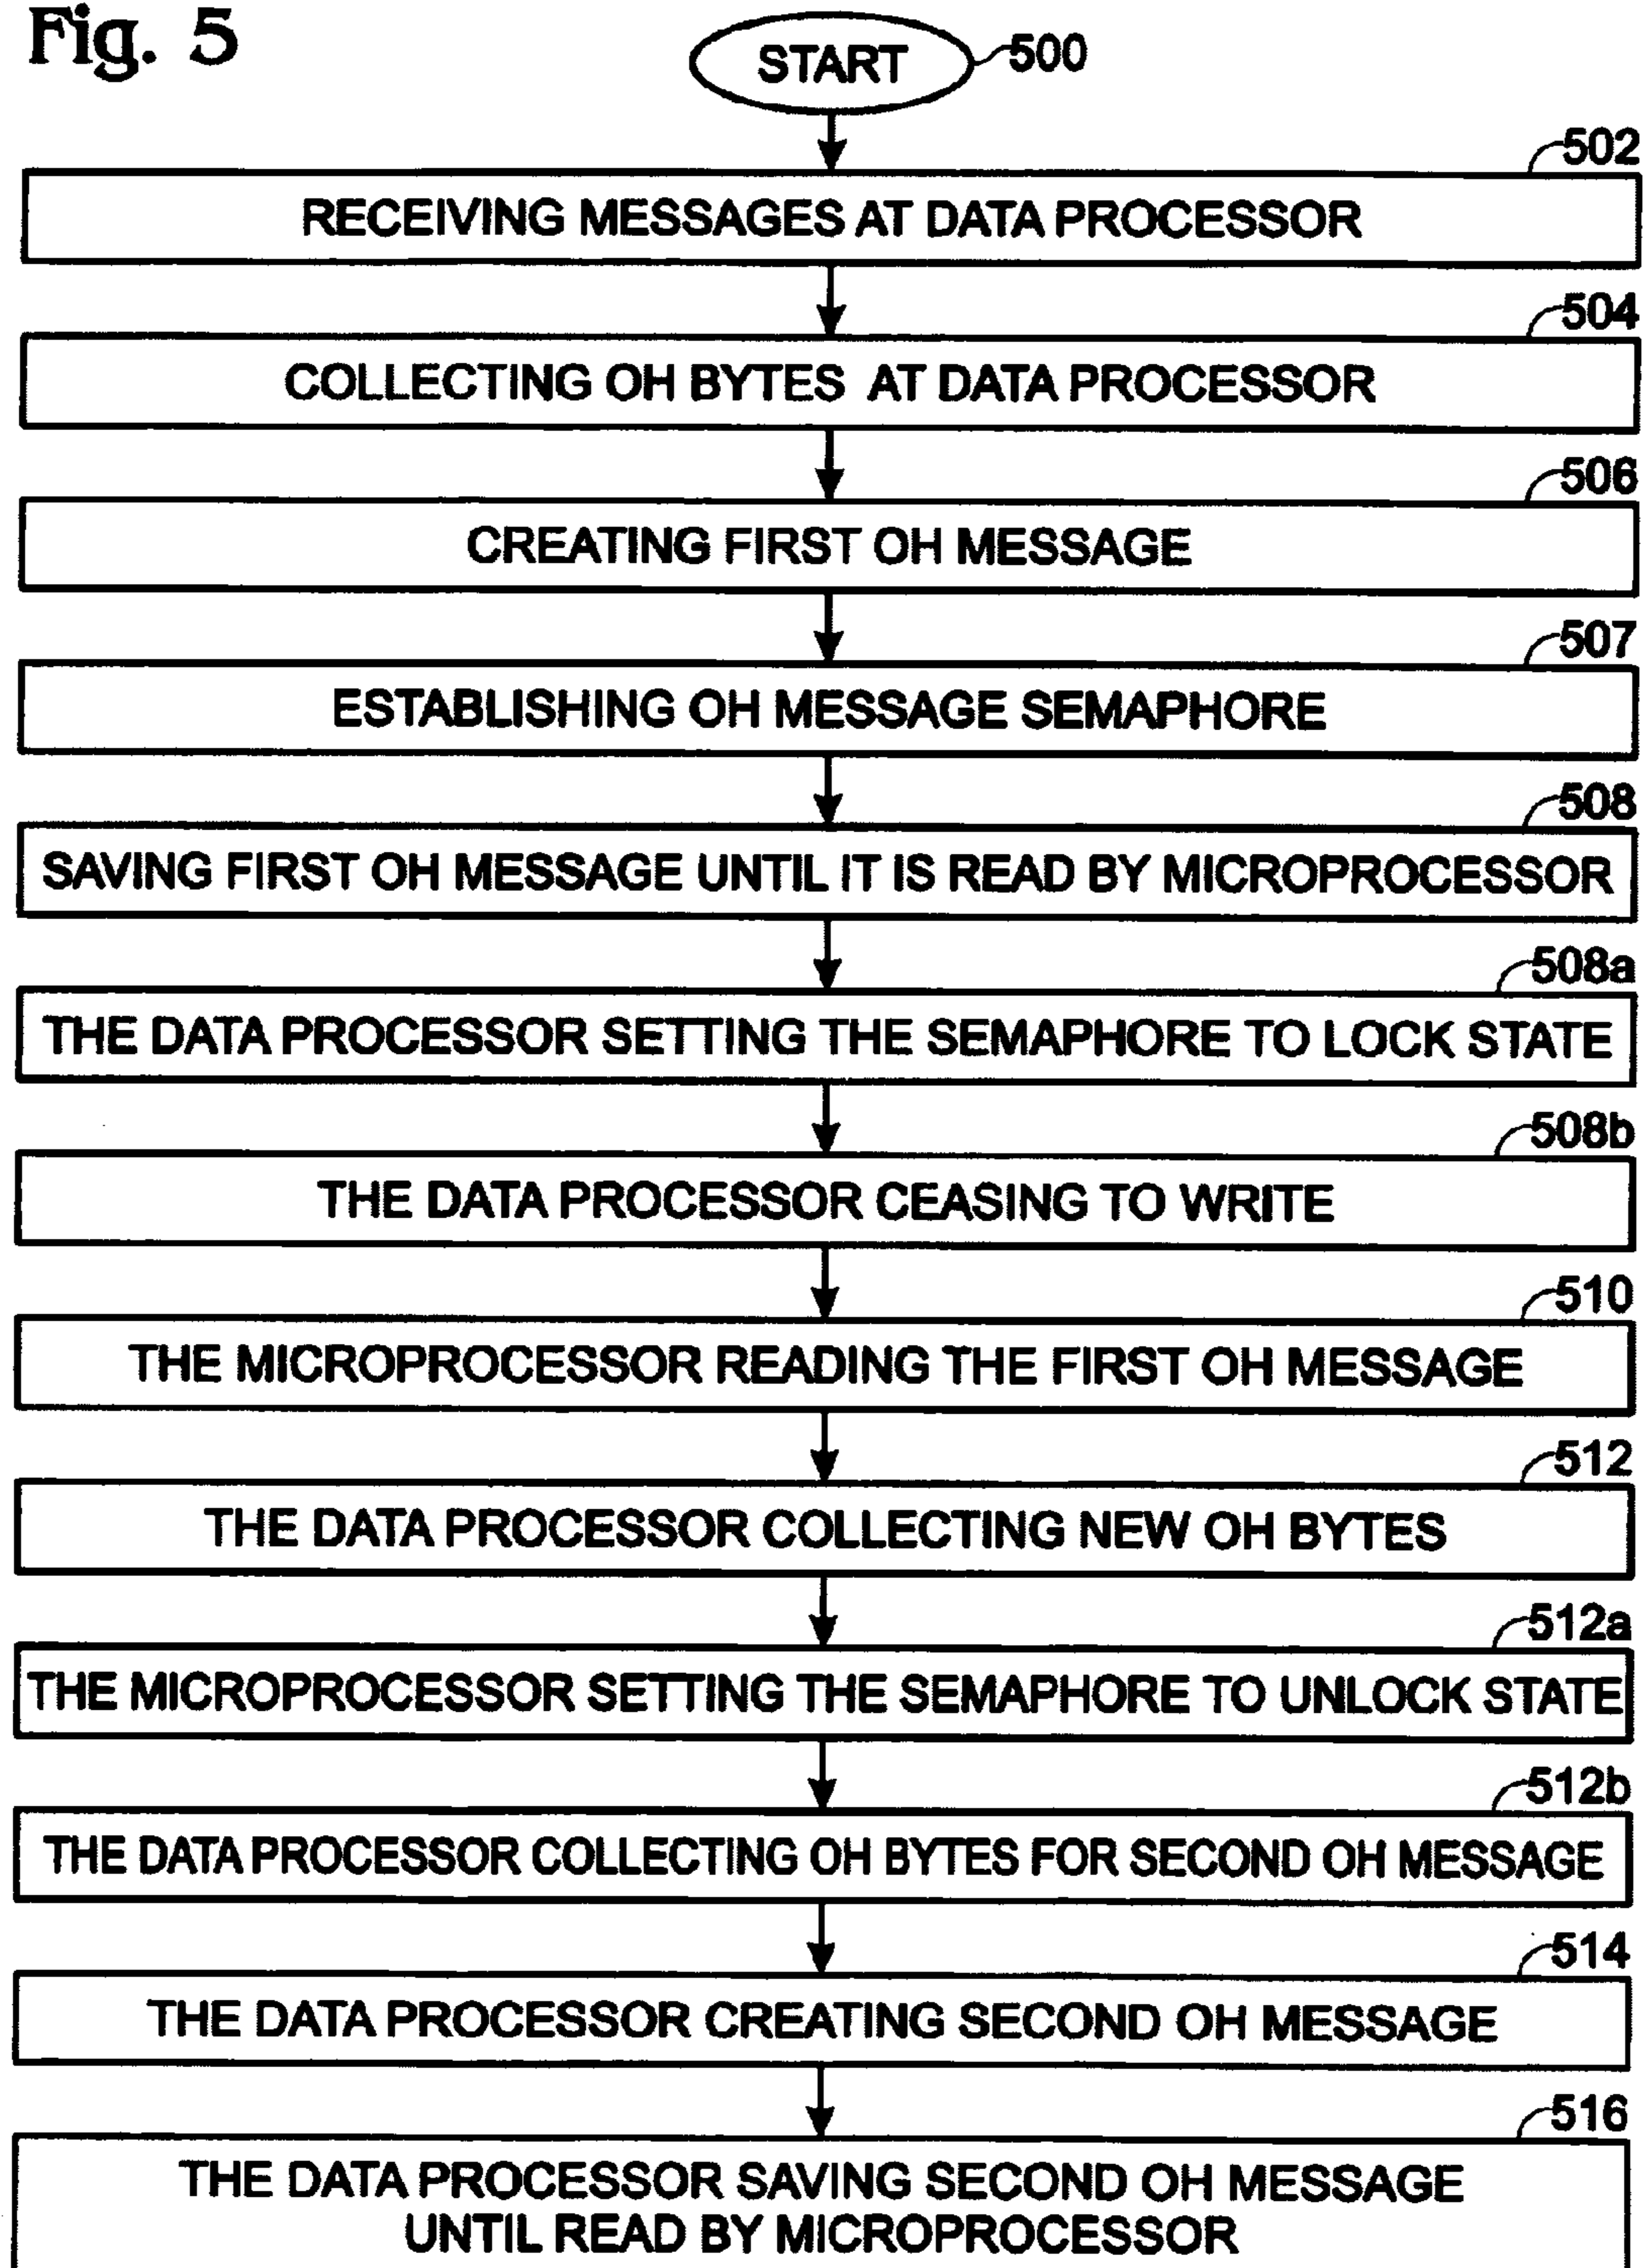 Fig. 5
START
500
502
RECEIVING MESSAGES AT DATA PROCESSOR
504
COLLECTING OH BYTES AT DATA PROCESSOR
506
CREATING FIRST OH MESSAGE
507
ESTABLISHING OH MESSAGE SEMAPHORE
508
SAVING FIRST OH MESSAGE UNTIL IT IS READ BY MICROPROCESSOR
508a
THE DATA PROCESSOR SETTING THE SEMAPHORE TO LOCK STATE
508b
THE DATA PROCESSOR CEASING TO WRITE
510
THE MICROPROCESSOR READING THE FIRST OH MESSAGE
512
THE DATA PROCESSOR COLLECTING NEW OH BYTES
512a
THE MICROPROCESSOR SETTING THE SEMAPHORE TO UNLOCK STATE
512b
THE DATA PROCESSOR COLLECTING OH BYTES FOR SECOND OH MESSAGE
514
THE DATA PROCESSOR CREATING SECOND OH MESSAGE
516
THE DATA PROCESSOR SAVING SECOND OH MESSAGE
UNTIL READ BY MICROPROCESSOR